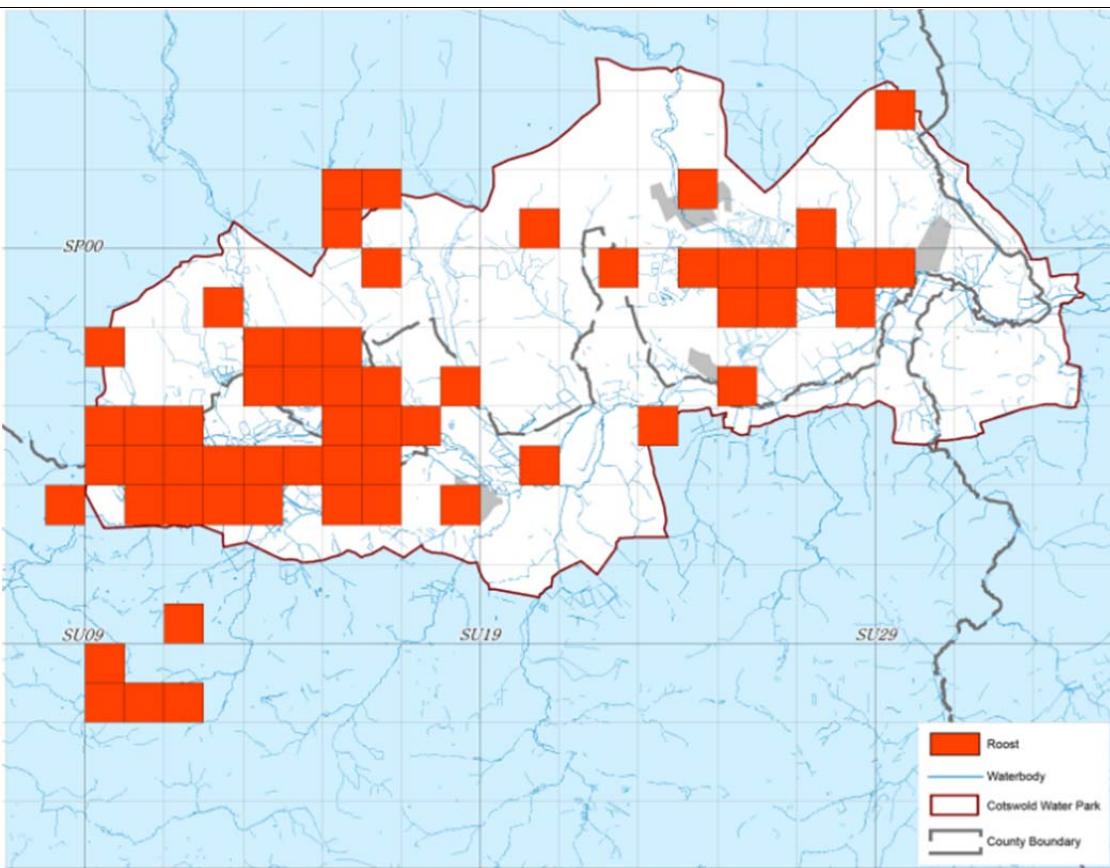 SP00
SU09
SU19
SU29
Roost
Waterbody
Cotswold Water Park
County Boundary